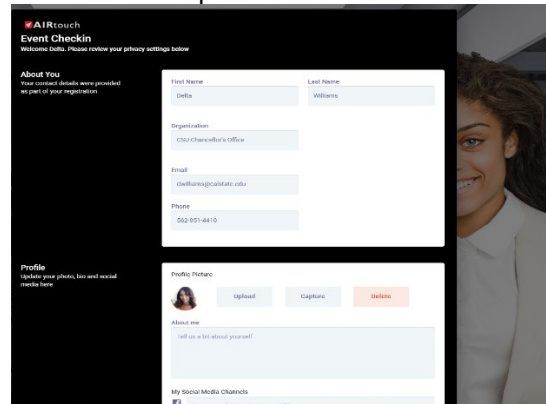 AIRtouch
Event Checkin
Welcome Delta. Please review your privacy settings below
About You
Your contact details were provided
as part of your registration
First Name
Last Name
Delta
Williams
Organization
CSU Chancellor's Office
Email
dwilliams@calstate.edu
Phone
562-951-4410
Profile
Update your photo, bio and social
media here
Profile Picture
Upload
Capture
Delete
About me
Tell us a bit about yourself
My Social Media Channels